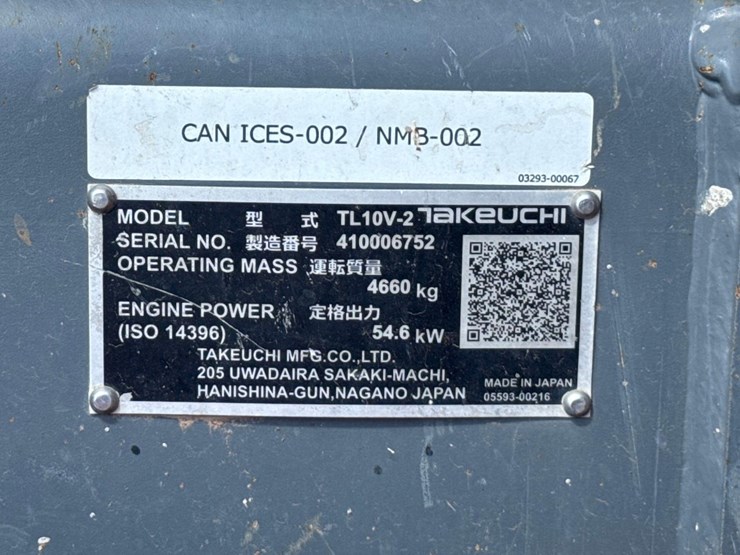 CAN ICES-002 / NMB-002
03293-00067
MODEL 型 式 TL10V-2 TAKEUCHI
SERIAL NO. 製造番号 410006752
OPERATING MASS 運転質量
4660 kg
ENGINE POWER 定格出力
(ISO 14396) 54.6 kW
TAKEUCHI MFG.CO.,LTD.
205 UWADAIRA SAKAKI-MACHI,
HANISHINA-GUN,NAGANO JAPAN
MADE IN JAPAN
05593-00216